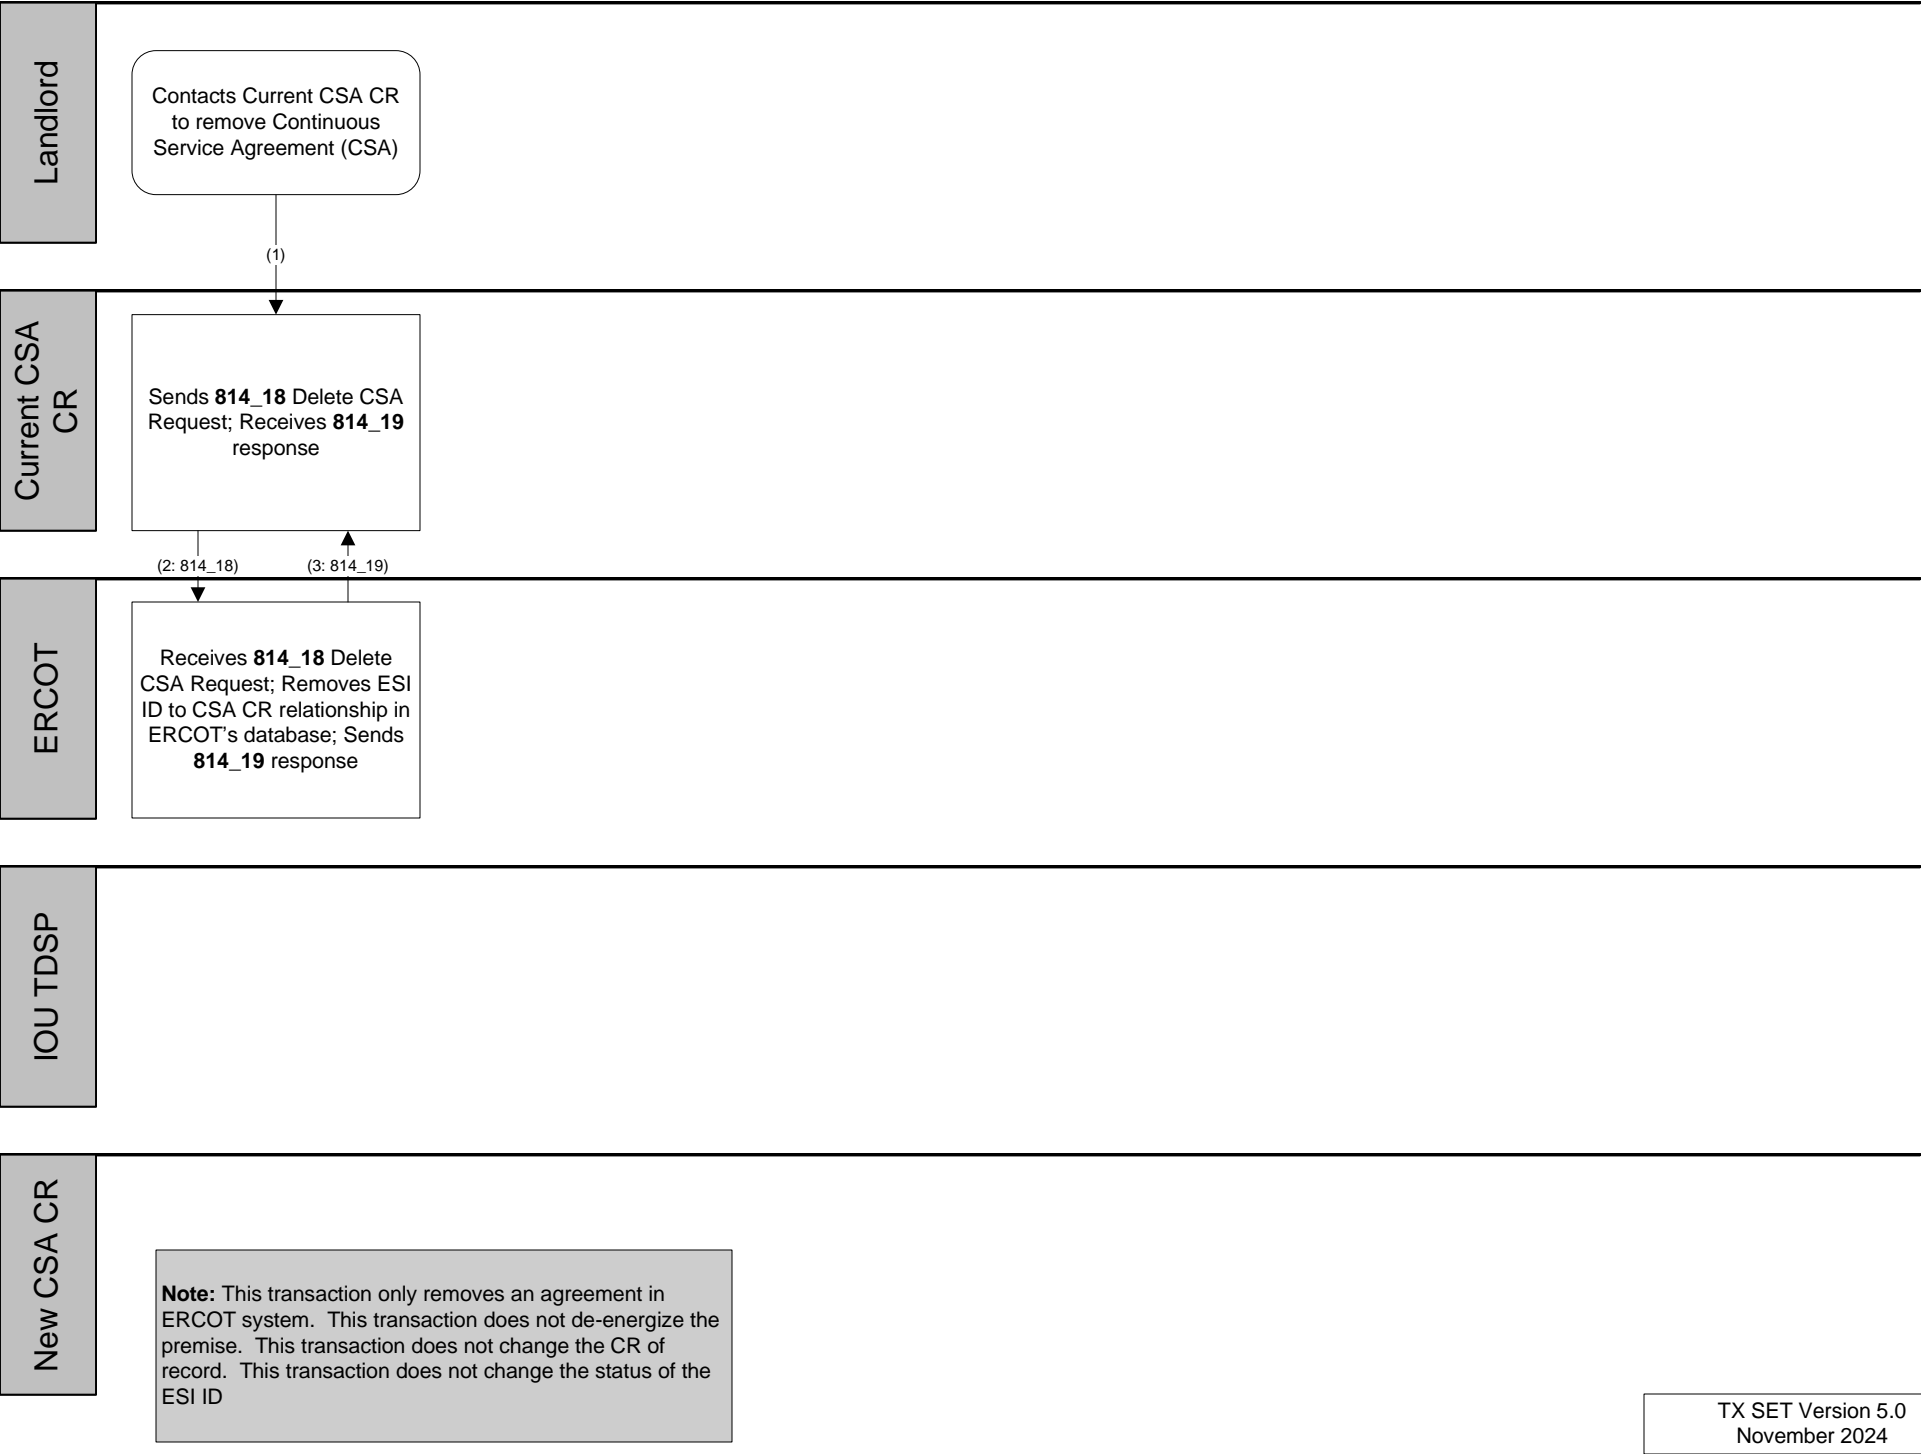 Landlord
Contacts Current CSA CR
to remove Continuous
Service Agreement (CSA)
(1)
Current CSA
CR
Sends 814_18 Delete CSA
Request; Receives 814_19
response
(2: 814_18)
(3: 814_19)
ERCOT
Receives 814_18 Delete
CSA Request; Removes ESI
ID to CSA CR relationship in
ERCOT’s database; Sends
814_19 response
IOU TDSP
New CSA CR
Note: This transaction only removes an agreement in
ERCOT system.  This transaction does not de-energize the
premise.  This transaction does not change the CR of
record.  This transaction does not change the status of the
ESI ID
TX SET Version 5.0
November 2024